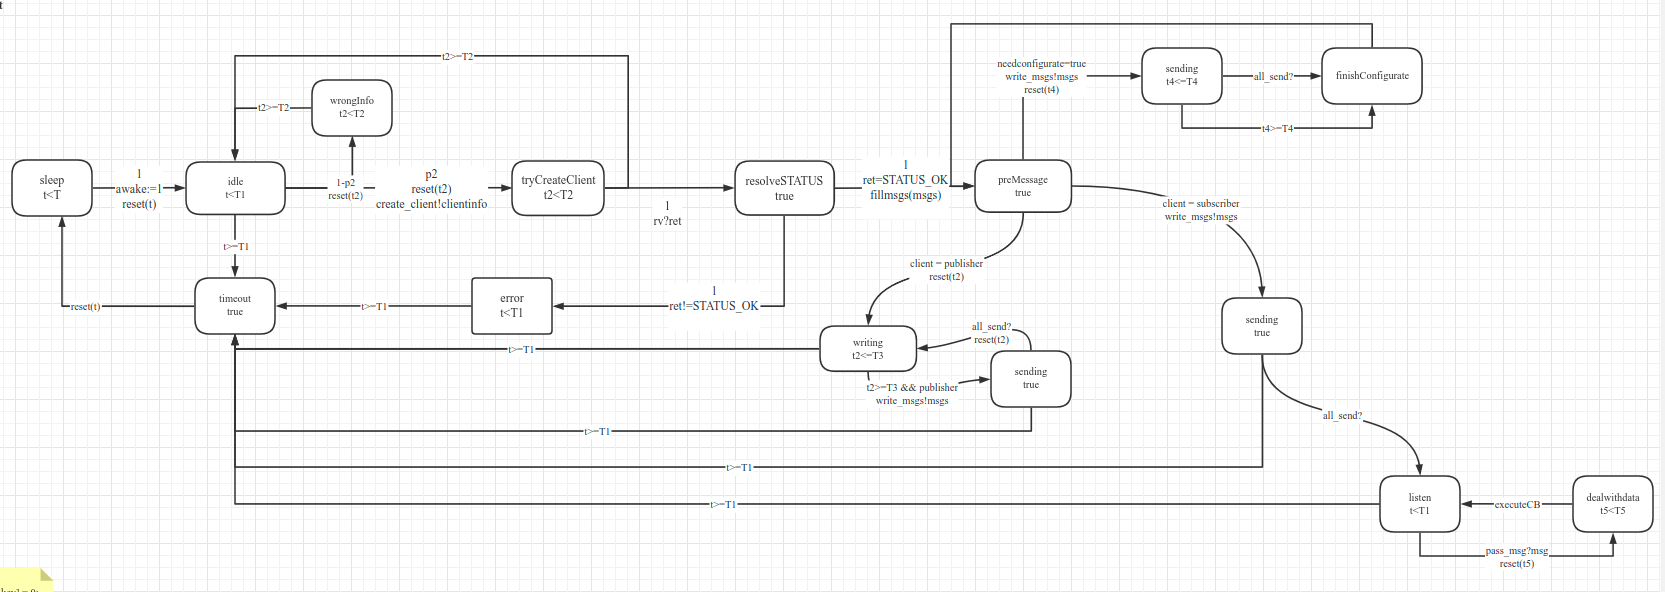 t
t2>=T2
needconfigurate=true
write_msgs!msgs
reset(t4)
sending
t4<=T4
all_send?
finishConfigurate
t4>=T4
wrongInfo
t2<T2
t2>=T2
sleep
t<T
1
awake:=1
reset(t)
idle
t<T1
1-p2
reset(t2)
p2
reset(t2)
create_client!clientinfo
tryCreateClient
t2<T2
1
rv?ret
resolveSTATUS
true
1
ret=STATUS_OK
fillmsgs(msgs)
preMessage
true
client = subscriber
write_msgs!msgs
t>=T1
client = publisher
reset(t2)
timeout
true
reset(t)
t>=T1
error
t<T1
1
ret!=STATUS_OK
sending
true
writing
t2<=T3
all_send?
reset(t2)
t>=T1
sending
true
t2>=T3 && publisher
write_msgs!msgs
t>=T1
all_send?
t>=T1
t>=T1
listen
t<T1
executeCB
dealwithdata
t5<T5
pass_msg?msg
reset(t5)